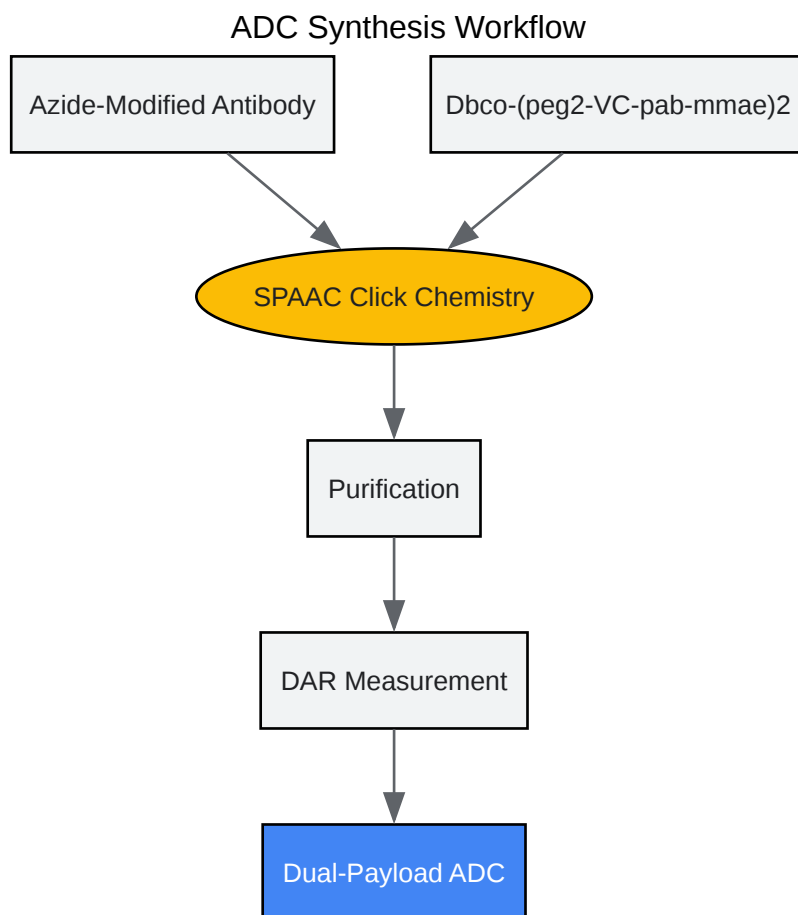 ADC Synthesis Workflow
Azide-Modified Antibody
Dbco-(peg2-VC-pab-mmae)2
SPAAC Click Chemistry
Purification
DAR Measurement
Dual-Payload ADC